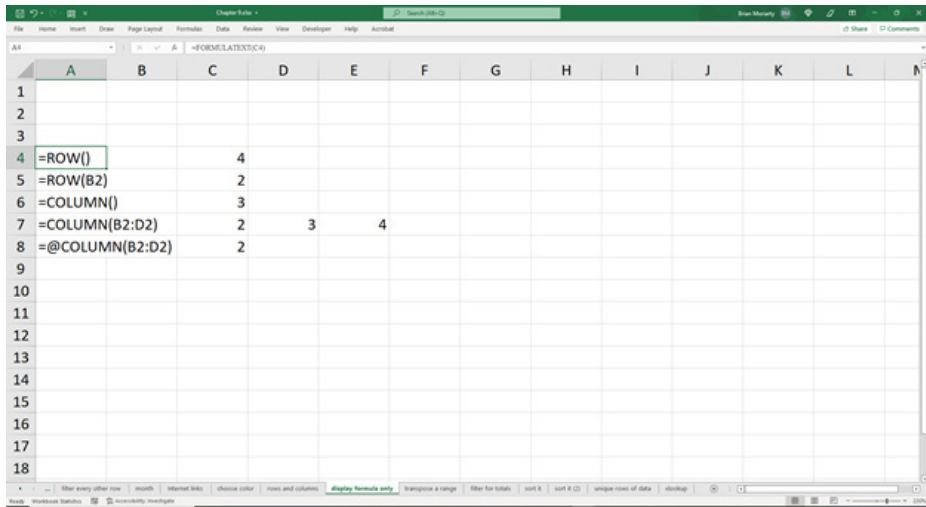 Chapter 8.xlsx
Search (Alt+Q)
Brian Moriarty BM
File Home Insert Draw Page Layout Formulas Data Review View Developer Help Acrobat Share Comments
A4 =FORMULATEXT(C4)
A B C D E F G H I J K L
1
2
3
4 =ROW() 4
5 =ROW(B2) 2
6 =COLUMN() 3
7 =COLUMN(B2:D2) 2 3 4
8 =@COLUMN(B2:D2) 2
9
10
11
12
13
14
15
16
17
18
... filter every other row month internet links choose color rows and columns display formula only transpose a range filter for totals sort it sort it (2) unique rows of data vlookup
Ready Workbook Statistics Accessibility: Investigate 220%